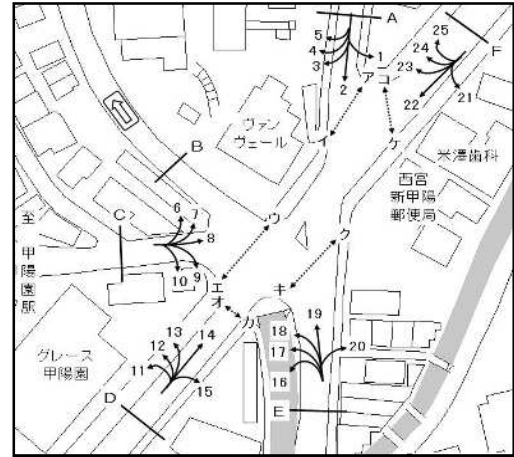 A
F
B
C
D
E
1
2
3
4
5
6
7
8
9
10
11
12
13
14
15
16
17
18
19
20
21
22
23
24
25
ア
イ
ウ
エ
オ
カ
キ
ク
ケ
コ
ヴァン
ヴェール
米澤歯科
西宮
新甲陽
郵便局
至
甲陽園駅
グレース
甲陽園